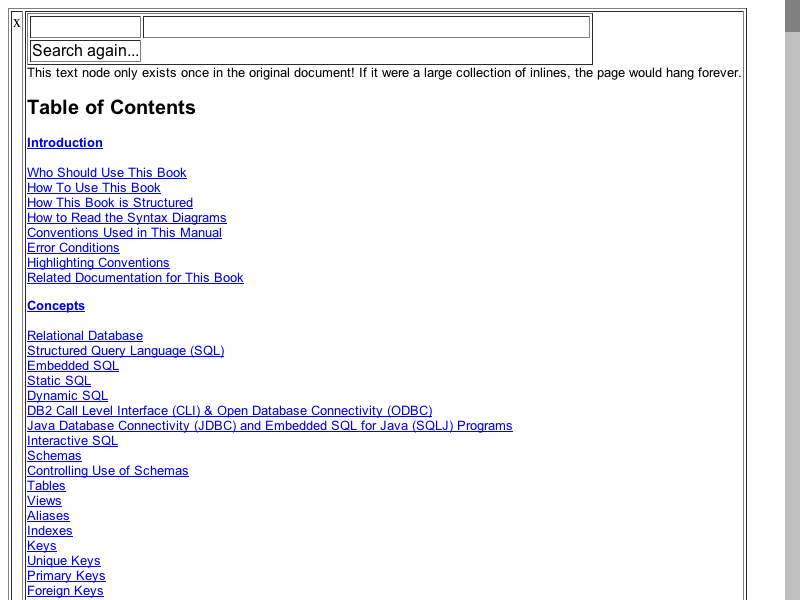 x
Search again...
This text node only exists once in the original document! If it were a large collection of inlines, the page would hang forever.
Table of Contents
Introduction
Who Should Use This Book
How To Use This Book
How This Book is Structured
How to Read the Syntax Diagrams
Conventions Used in This Manual
Error Conditions
Highlighting Conventions
Related Documentation for This Book
Concepts
Relational Database
Structured Query Language (SQL)
Embedded SQL
Static SQL
Dynamic SQL
DB2 Call Level Interface (CLI) & Open Database Connectivity (ODBC)
Java Database Connectivity (JDBC) and Embedded SQL for Java (SQLJ) Programs
Interactive SQL
Schemas
Controlling Use of Schemas
Tables
Views
Aliases
Indexes
Keys
Unique Keys
Primary Keys
Foreign Keys